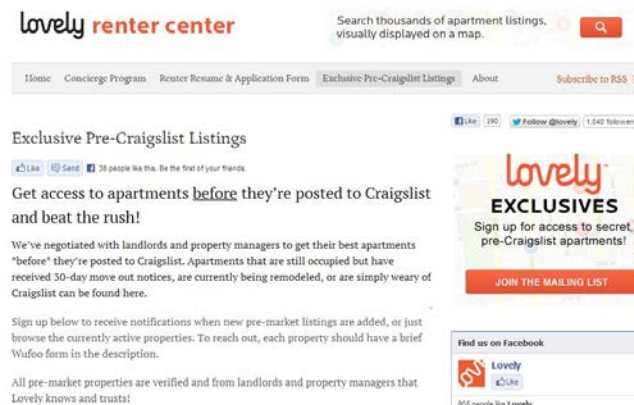 lovely renter center
Search thousands of apartment listings,
visually displayed on a map.
Home Concierge Program Renter Resume & Application Form Exclusive Pre-Craigslist Listings About Subscribe to RSS
Like 190 Follow @lovely 1,040 followers
Exclusive Pre-Craigslist Listings
Like Send 38 people like this. Be the first of your friends.
Get access to apartments before they're posted to Craigslist
and beat the rush!
We've negotiated with landlords and property managers to get their best apartments
*before* they're posted to Craigslist. Apartments that are still occupied but have
received 30-day move out notices, are currently being remodeled, or are simply weary of
Craigslist can be found here.
Sign up below to receive notifications when new pre-market listings are added, or just
browse the currently active properties. To reach out, each property should have a brief
Wufoo form in the description.
All pre-market properties are verified and from landlords and property managers that
Lovely knows and trusts!
lovely
EXCLUSIVES
Sign up for access to secret,
pre-Craigslist apartments!
JOIN THE MAILING LIST
Find us on Facebook
Lovely
Like
people like Lovely